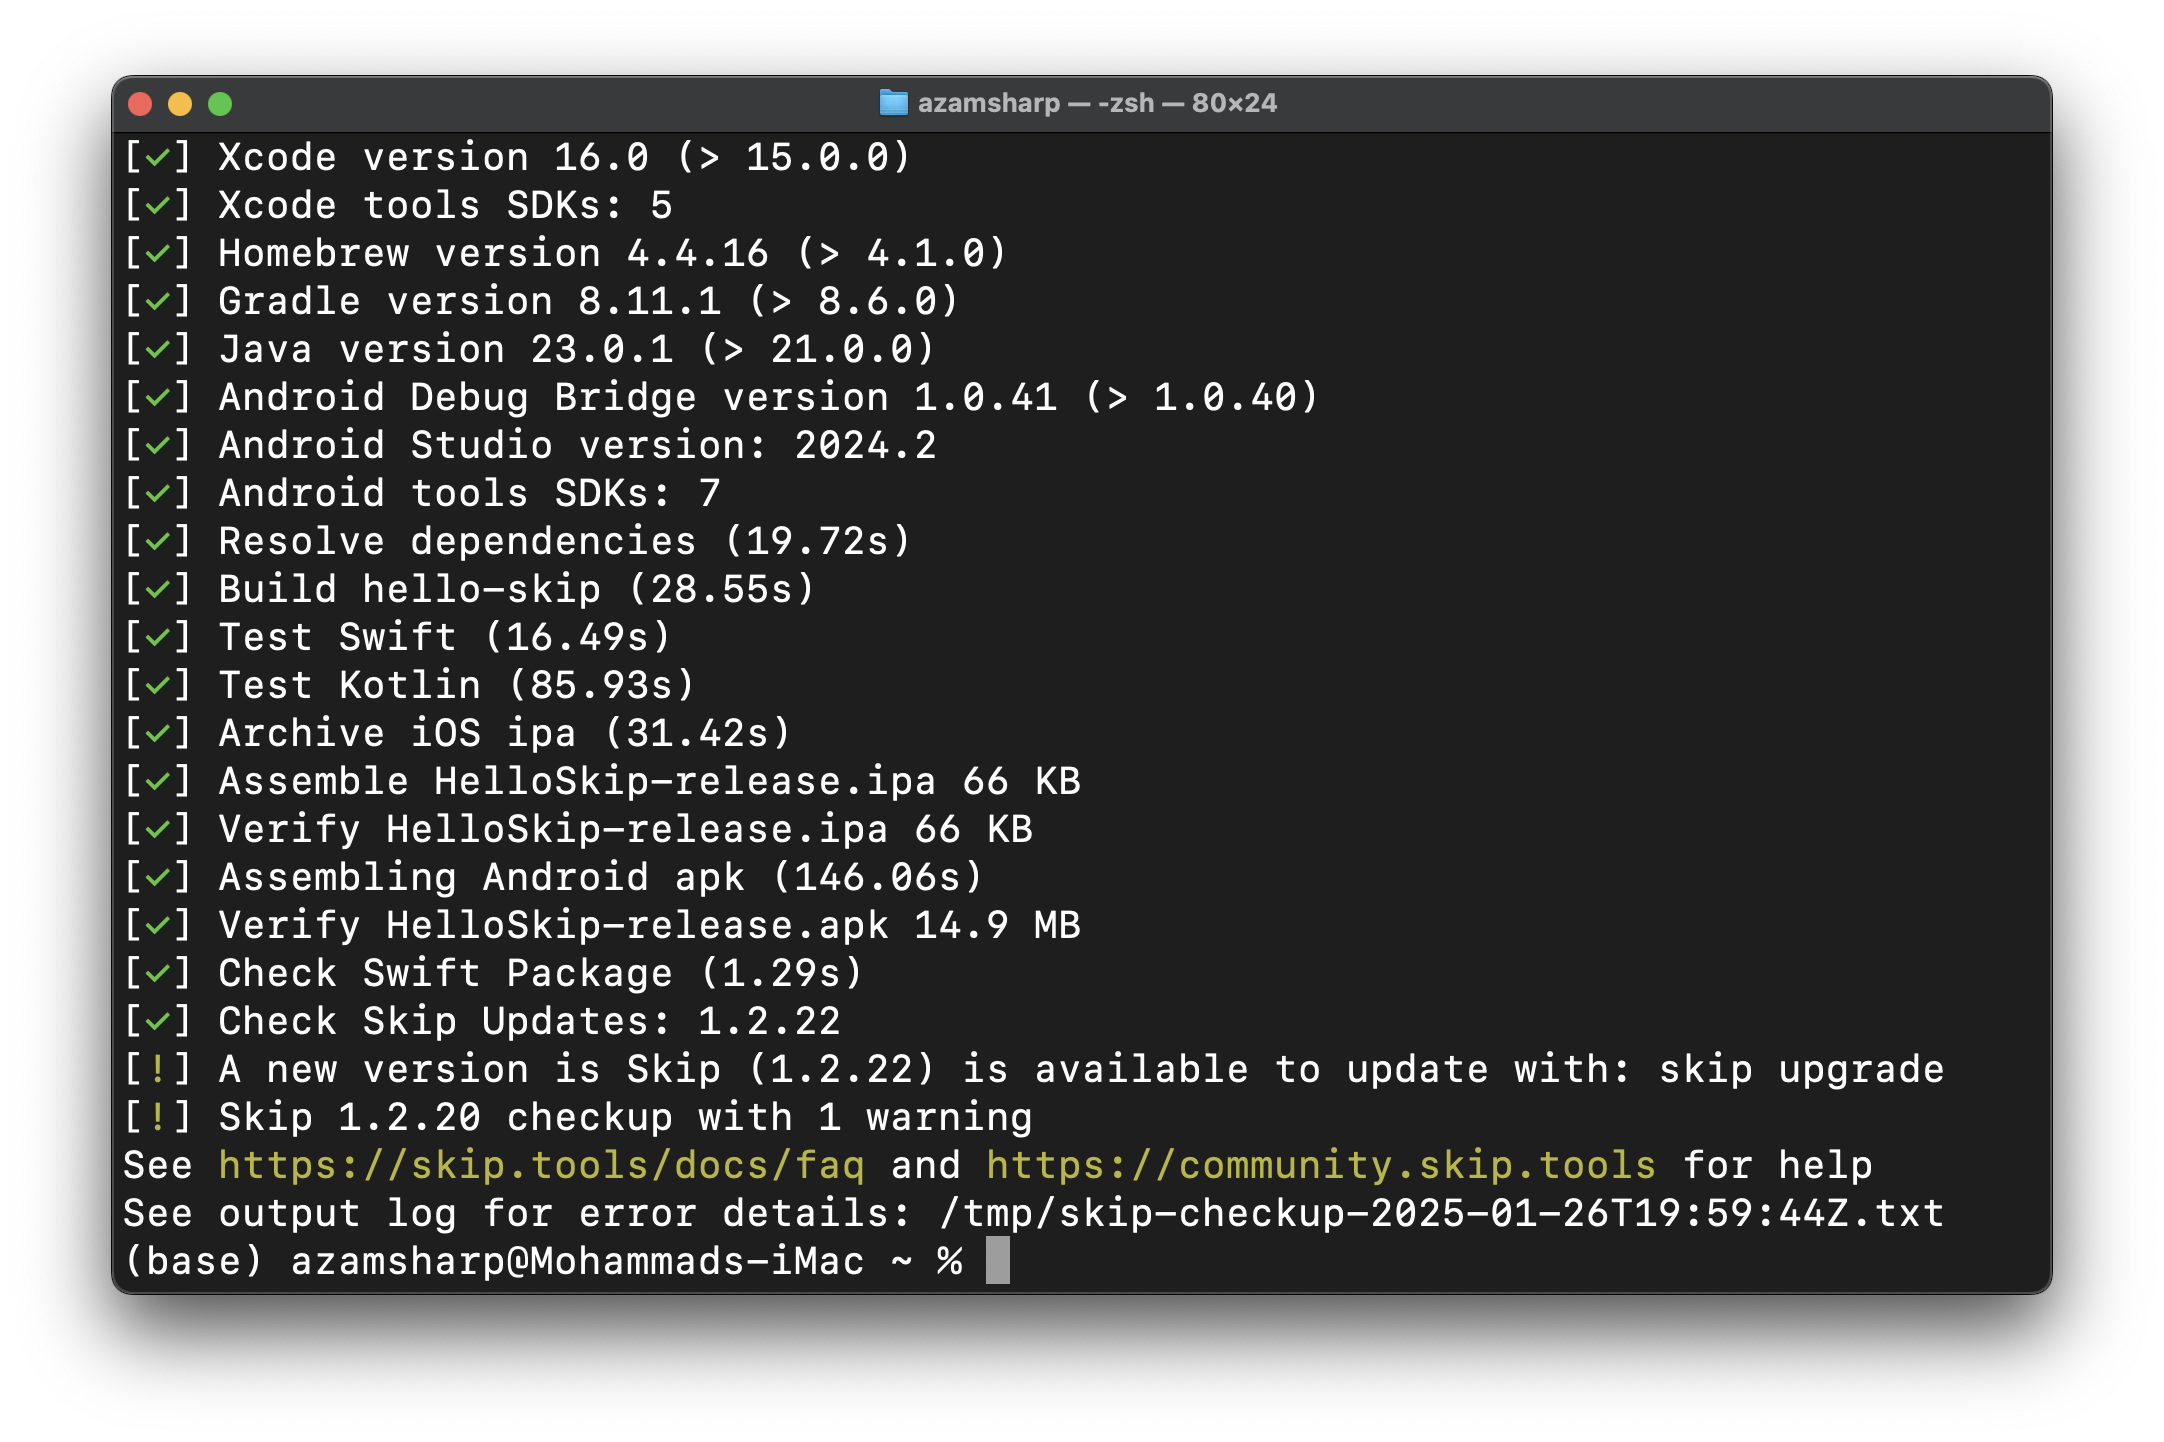 azamsharp — -zsh — 80×24
[✓] Xcode version 16.0 (> 15.0.0)
[✓] Xcode tools SDKs: 5
[✓] Homebrew version 4.4.16 (> 4.1.0)
[✓] Gradle version 8.11.1 (> 8.6.0)
[✓] Java version 23.0.1 (> 21.0.0)
[✓] Android Debug Bridge version 1.0.41 (> 1.0.40)
[✓] Android Studio version: 2024.2
[✓] Android tools SDKs: 7
[✓] Resolve dependencies (19.72s)
[✓] Build hello-skip (28.55s)
[✓] Test Swift (16.49s)
[✓] Test Kotlin (85.93s)
[✓] Archive iOS ipa (31.42s)
[✓] Assemble HelloSkip-release.ipa 66 KB
[✓] Verify HelloSkip-release.ipa 66 KB
[✓] Assembling Android apk (146.06s)
[✓] Verify HelloSkip-release.apk 14.9 MB
[✓] Check Swift Package (1.29s)
[✓] Check Skip Updates: 1.2.22
[!] A new version is Skip (1.2.22) is available to update with: skip upgrade
[!] Skip 1.2.20 checkup with 1 warning
See https://skip.tools/docs/faq and https://community.skip.tools for help
See output log for error details: /tmp/skip-checkup-2025-01-26T19:59:44Z.txt
(base) azamsharp@Mohammads-iMac ~ %